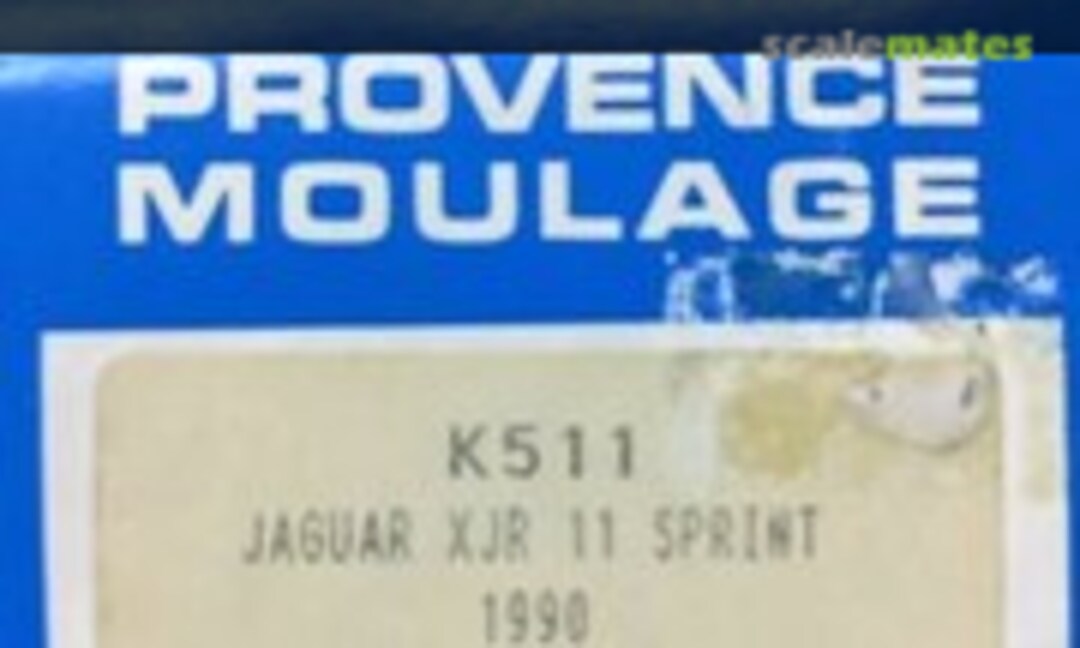 scalemates
PROVENCE
MOULAGE
K511
JAGUAR XJR 11 SPRINT
1990